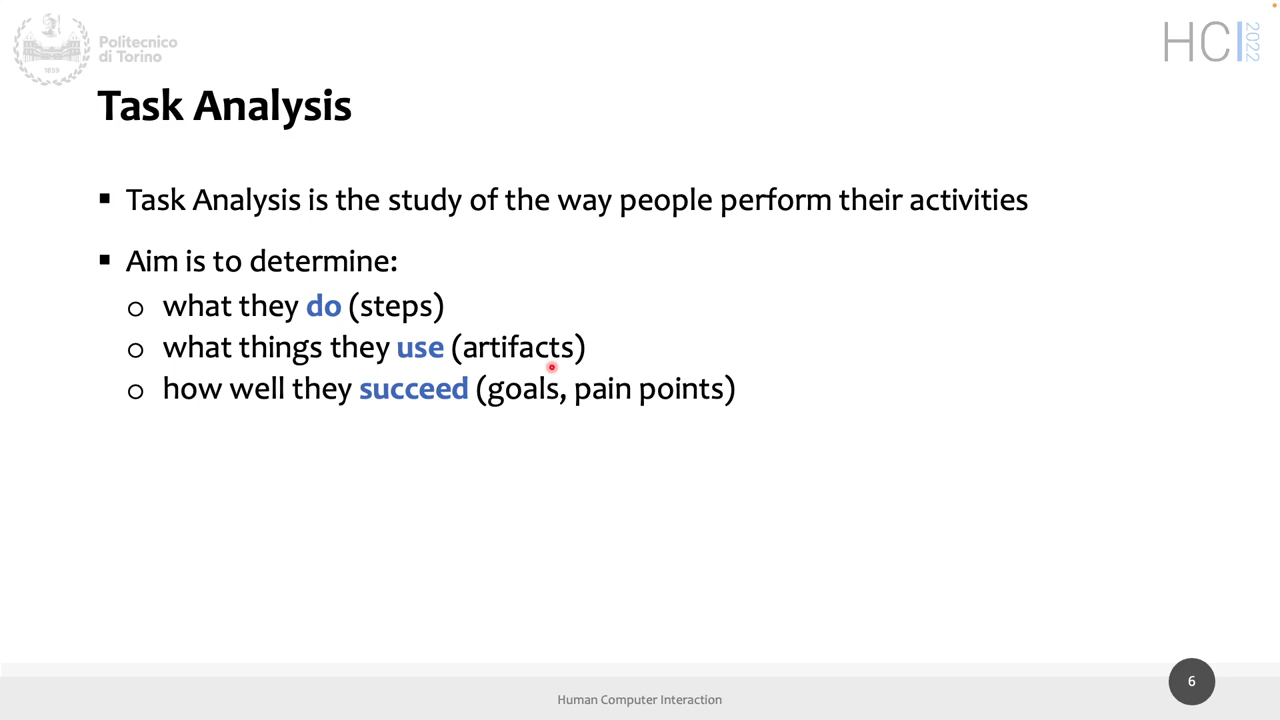 Politecnico
di Torino
1859
HCI 2022
Task Analysis
▪ Task Analysis is the study of the way people perform their activities
▪ Aim is to determine:
o what they do (steps)
o what things they use (artifacts)
o how well they succeed (goals, pain points)
Human Computer Interaction
6